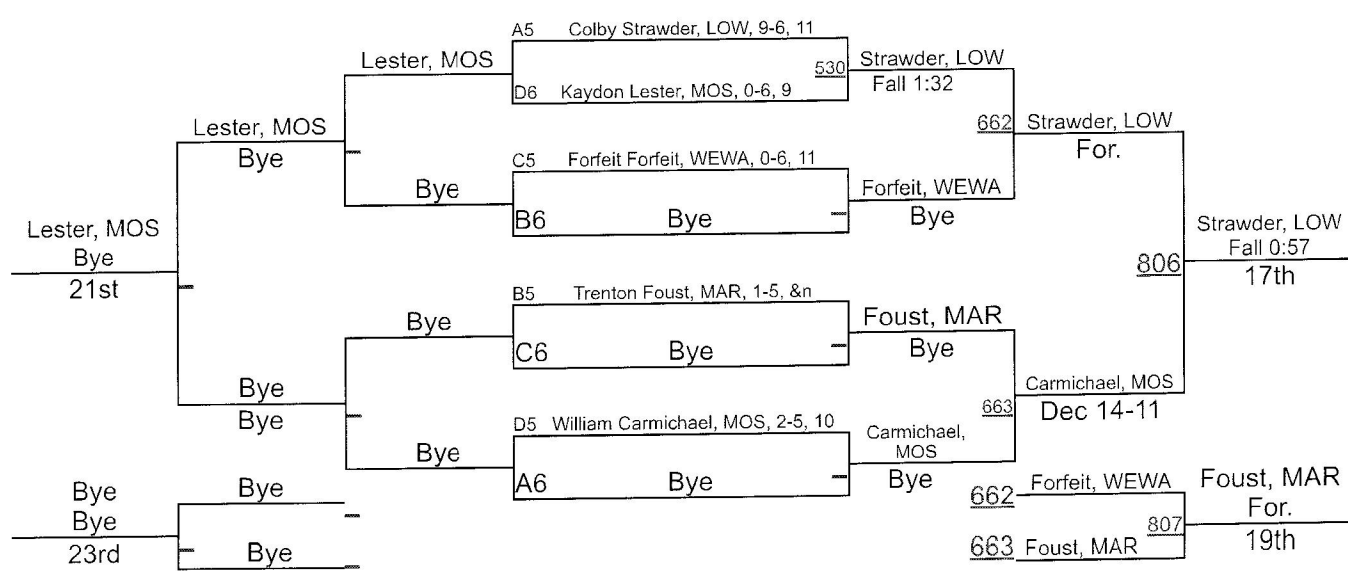 A5 Colby Strawder, LOW, 9-6, 11
Lester, MOS
530
Strawder, LOW
Fall 1:32
D6 Kaydon Lester, MOS, 0-6, 9
Lester, MOS
Bye
662
Strawder, LOW
For.
C5 Forfeit Forfeit, WEWA, 0-6, 11
Bye
Forfeit, WEWA
Bye
B6 Bye
Lester, MOS
Bye
21st
806
Strawder, LOW
Fall 0:57
17th
B5 Trenton Foust, MAR, 1-5, &n
Bye
Foust, MAR
Bye
C6 Bye
Bye
Bye
663
Carmichael, MOS
Dec 14-11
D5 William Carmichael, MOS, 2-5, 10
Bye
Carmichael,
MOS
Bye
A6 Bye
Bye
Bye
23rd
Bye
Bye
662 Forfeit, WEWA
807
663 Foust, MAR
Foust, MAR
For.
19th